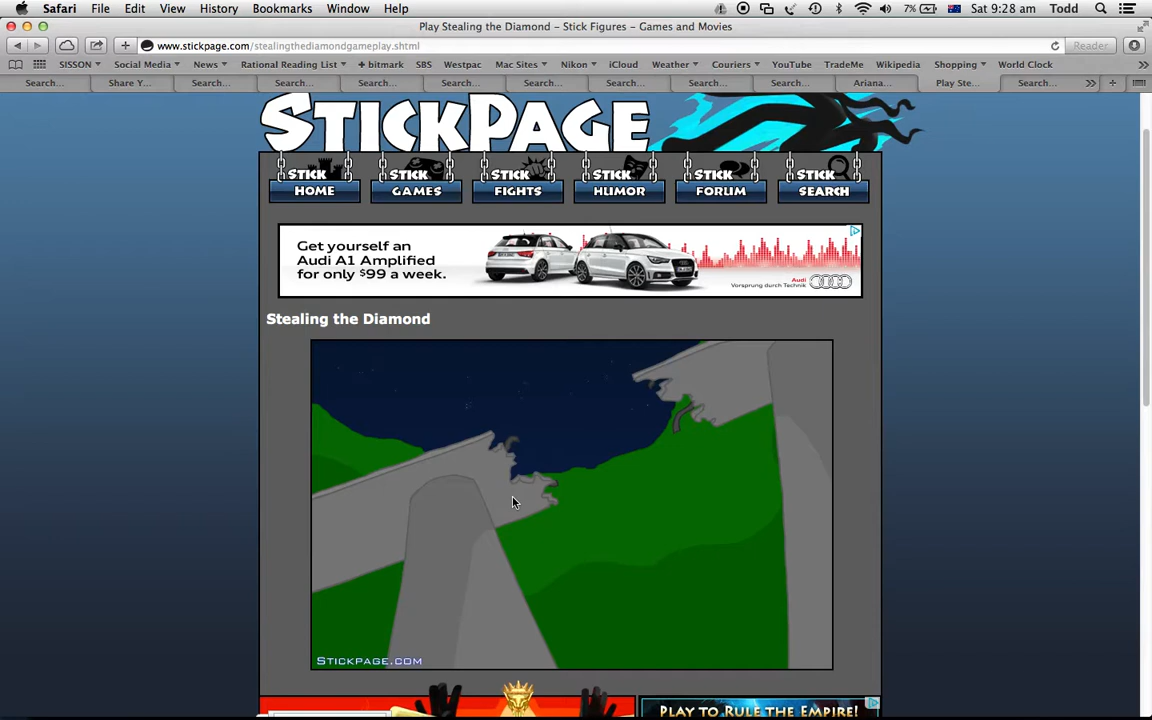 Safari File Edit View History Bookmarks Window Help 7% Sat 9:28 am Todd
Play Stealing the Diamond – Stick Figures – Games and Movies
www.stickpage.com/stealingthediamondgameplay.shtml Reader
SISSON Social Media News Rational Reading List + bitmark SBS Westpac Mac Sites Nikon iCloud Weather Couriers YouTube TradeMe Wikipedia Shopping World Clock
Search... Share Y... Search... Search... Search... Search... Search... Search... Search... Search... Ariana... Play Ste... Search...
STICKPAGE
STICK HOME STICK GAMES STICK FIGHTS STICK HUMOR STICK FORUM STICK SEARCH
Get yourself an
Audi A1 Amplified
for only $99 a week.
Audi
Vorsprung durch Technik
Stealing the Diamond
STICKPAGE.COM
PLAY TO RULE THE EMPIRE!